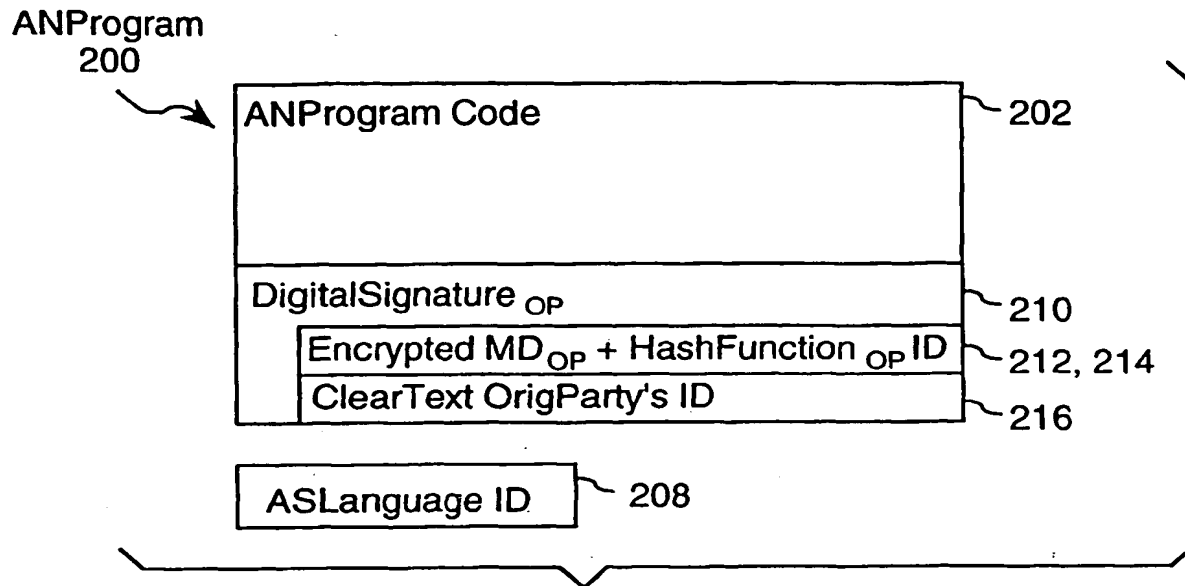 ANProgram
200
ANProgram Code
202
DigitalSignature OP
210
Encrypted MD OP + HashFunction OP ID
212, 214
ClearText OrigParty's ID
216
ASLanguage ID
208